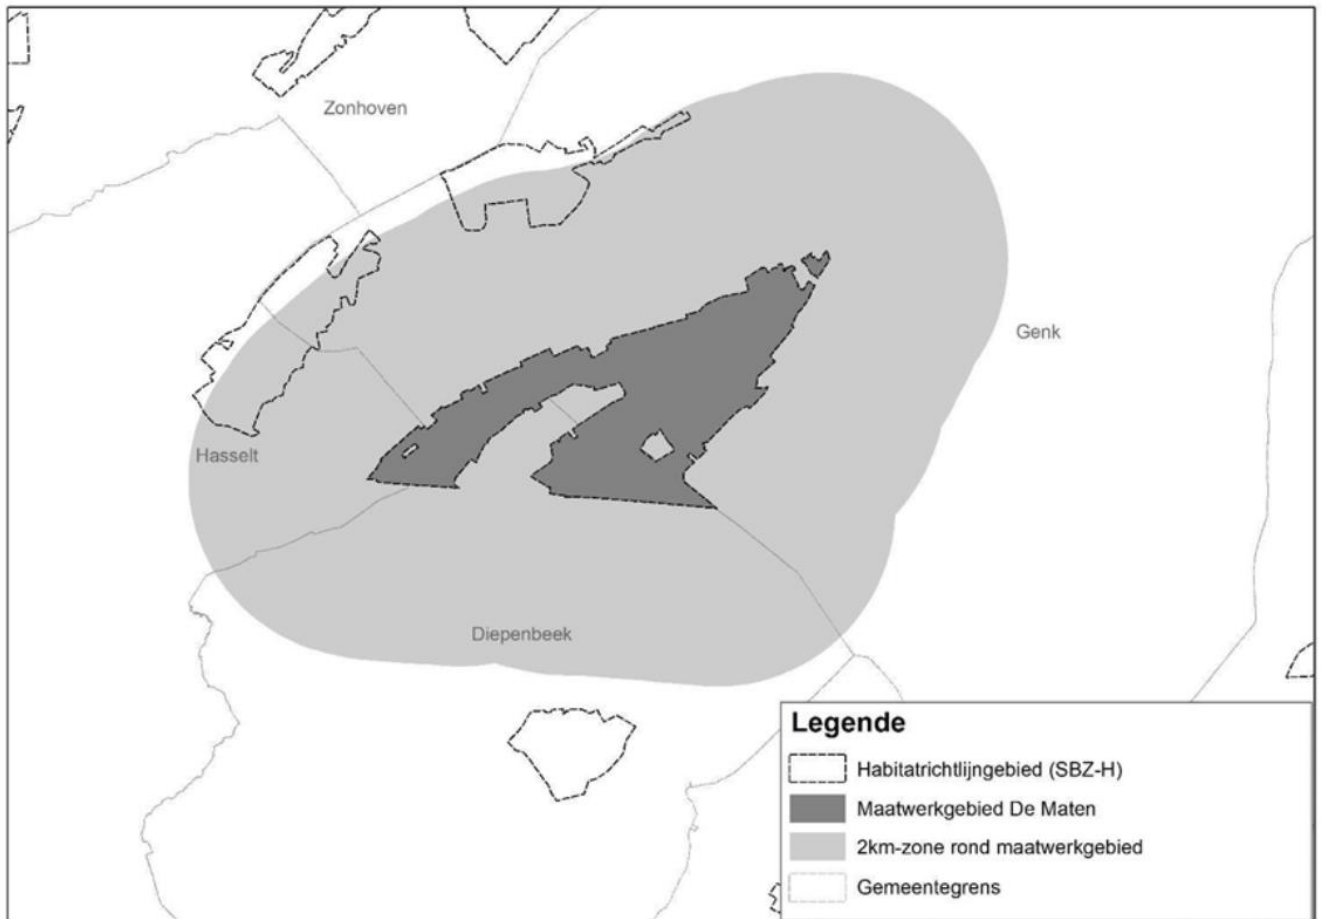 Zonhoven
Genk
Hasselt
Diepenbeek
Legende
Habitatrichtlijngebied (SBZ-H)
Maatwerkgebied De Maten
2km-zone rond maatwerkgebied
Gemeentegrens